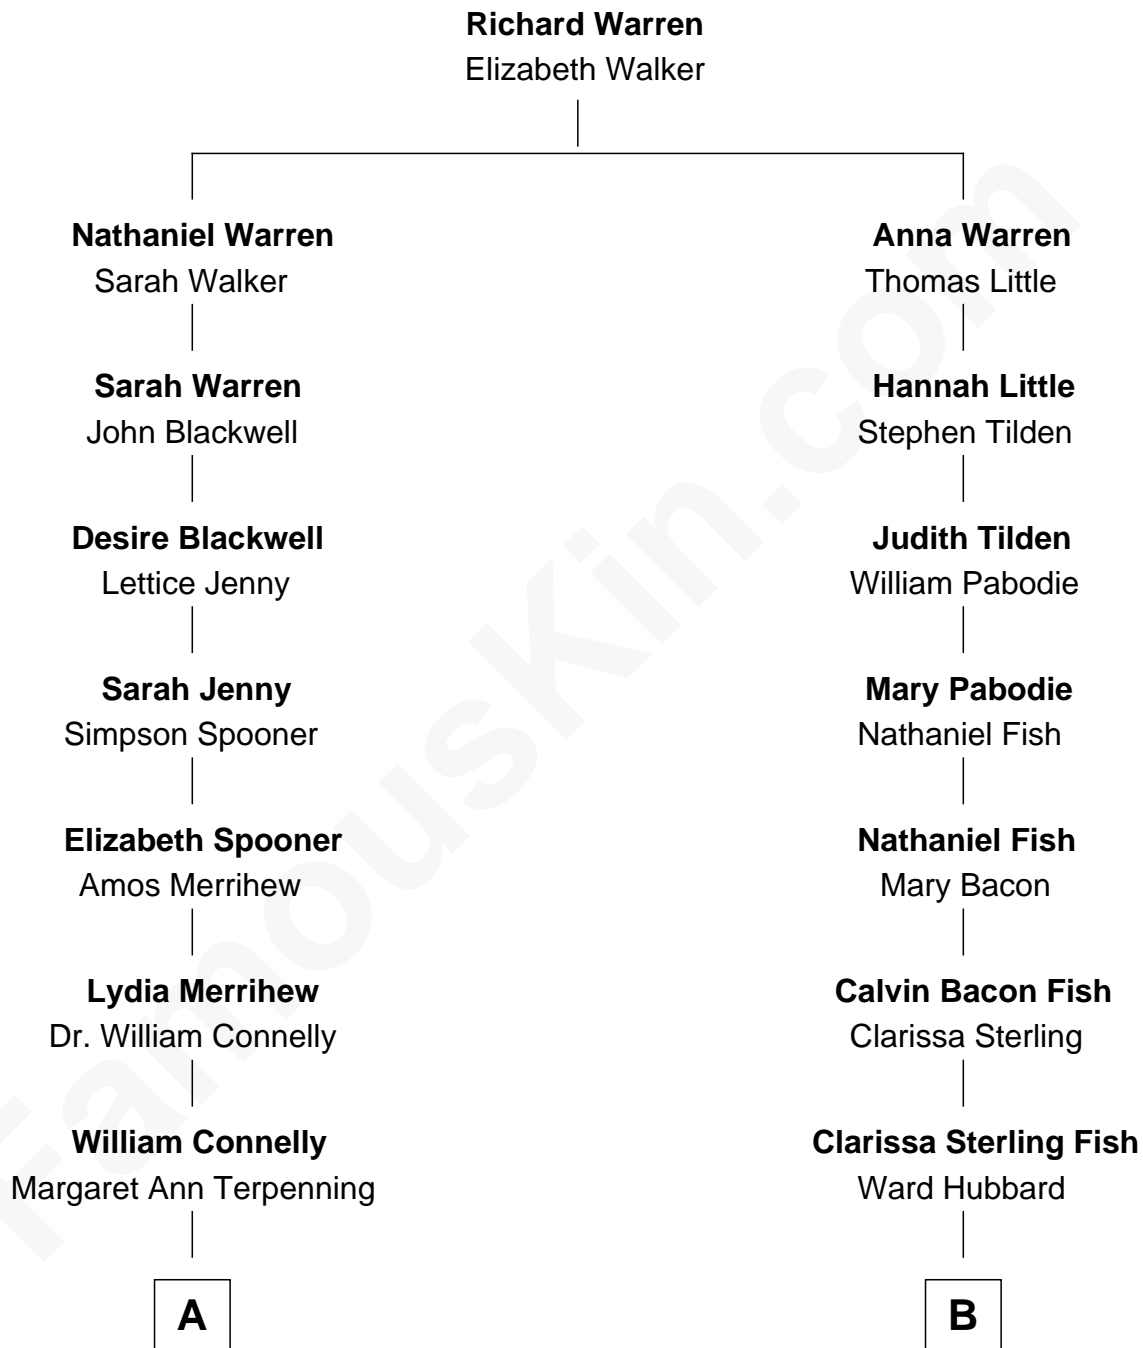 Richard Warren
Elizabeth Walker
Nathaniel Warren
Sarah Walker
Sarah Warren
John Blackwell
Desire Blackwell
Lettice Jenny
Sarah Jenny
Simpson Spooner
Elizabeth Spooner
Amos Merrihew
Lydia Merrihew
Dr. William Connelly
William Connelly
Margaret Ann Terpenning
A
Anna Warren
Thomas Little
Hannah Little
Stephen Tilden
Judith Tilden
William Pabodie
Mary Pabodie
Nathaniel Fish
Nathaniel Fish
Mary Bacon
Calvin Bacon Fish
Clarissa Sterling
Clarissa Sterling Fish
Ward Hubbard
B
FamousKin.com